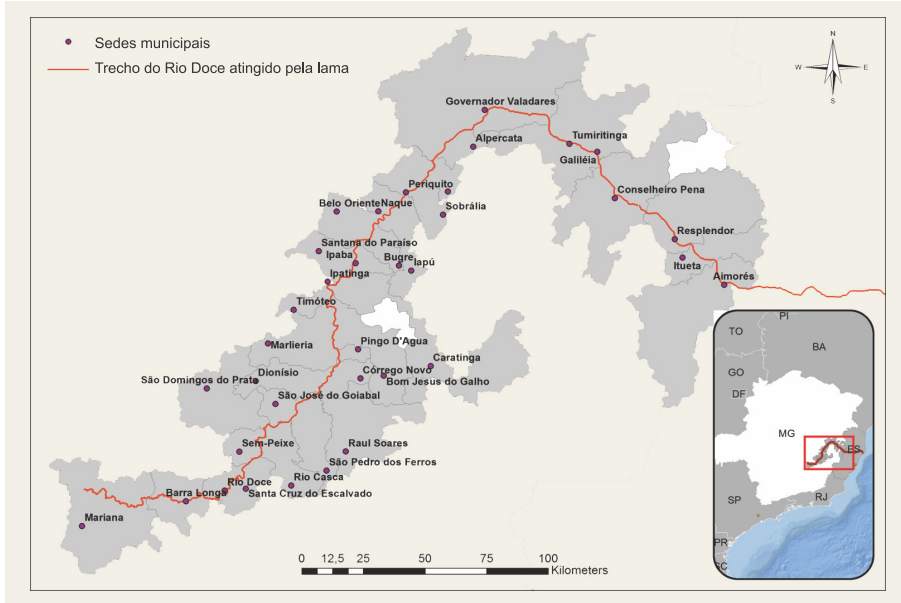 Sedes municipais
Trecho do Rio Doce atingido pela lama
N
W
E
S
Governador Valadares
Alpercata
Tumiritinga
Galiléia
Periquito
Conselheiro Pena
Belo Oriente
Naque
Sobrália
Santana do Paraíso
Resplendor
Ipaba
Bugre
Iapú
Itueta
Ipatinga
Aimorés
Timóteo
Marlieria
Pingo D'Agua
Caratinga
Dionísio
Córrego Novo
São Domingos do Prata
Bom Jesus do Galho
São José do Goiabal
Sem-Peixe
Raul Soares
São Pedro dos Ferros
Rio Doce
Rio Casca
Barra Longa
Santa Cruz do Escalvado
Mariana
0 12,5 25 50 75 100
Kilometers
PI
TO
BA
GO
DF
MG
ES
SP
RJ
PR
SC